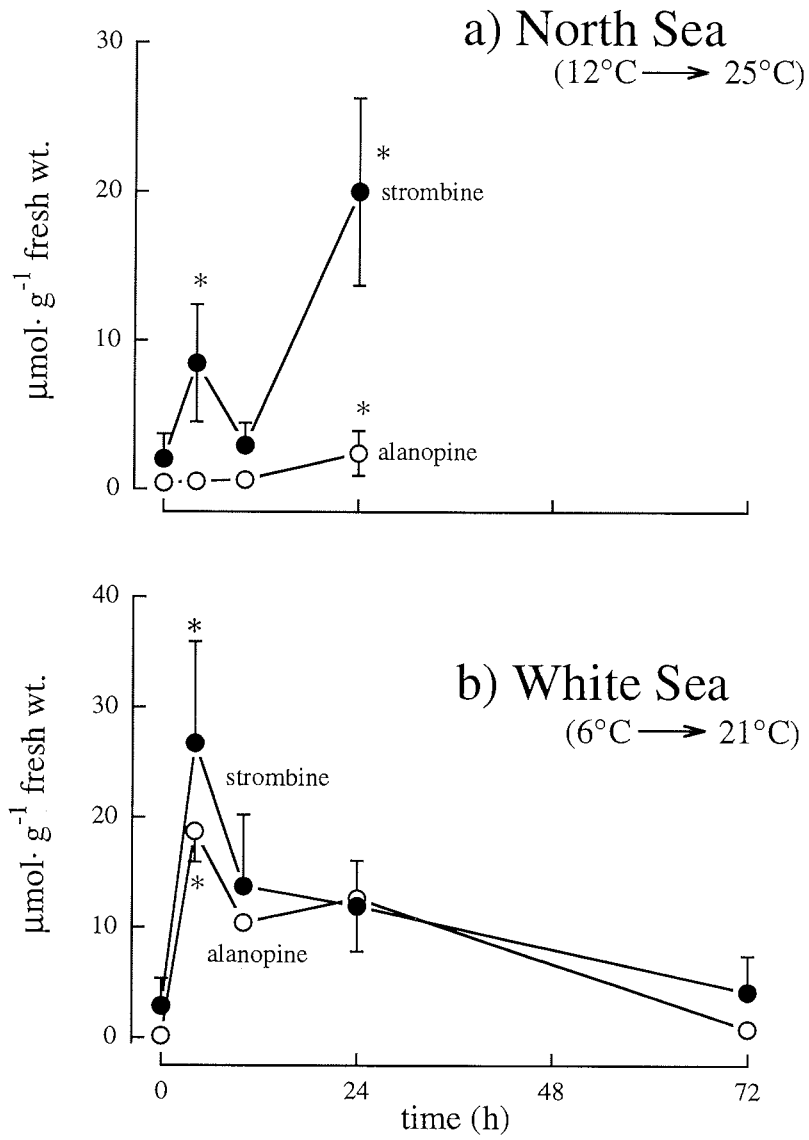 a) North Sea
(12°C → 25°C)
30
20
10
0
μmol· g⁻¹ fresh wt.
*
*
strombine
*
alanopine
b) White Sea
(6°C → 21°C)
40
30
20
10
0
μmol· g⁻¹ fresh wt.
*
strombine
*
alanopine
0
24
48
72
time (h)